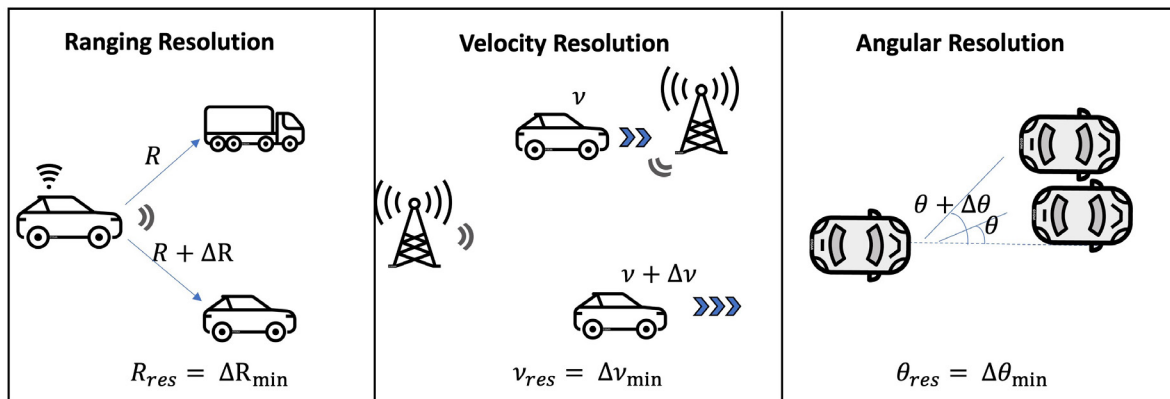 Ranging Resolution
R
R + ΔR
R_res = ΔR_min
Velocity Resolution
ν
ν + Δν
ν_res = Δν_min
Angular Resolution
θ + Δθ
θ
θ_res = Δθ_min